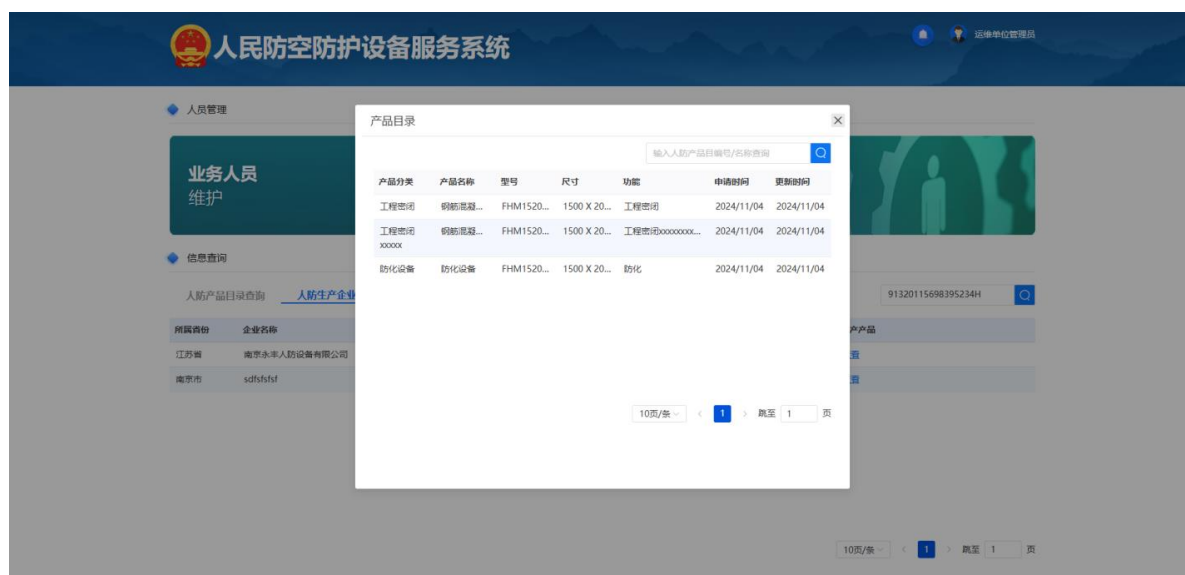 人民防空防护设备服务系统
运维单位管理员
人员管理
业务人员
维护
信息查询
人防产品目录查询 人防生产企业
91320115698395234H
所属省份 企业名称 产产品
江苏省 南京永丰人防设备有限公司 查
南京市 sdfsfsfsf 查
产品目录
输入人防产品目编号/名称查询
产品分类 产品名称 型号 尺寸 功能 申请时间 更新时间
工程密闭 钢筋混凝... FHM1520... 1500 X 20... 工程密闭 2024/11/04 2024/11/04
工程密闭 钢筋混凝... FHM1520... 1500 X 20... 工程密闭xxxxxxxx... 2024/11/04 2024/11/04
xxxxx
防化设备 防化设备 FHM1520... 1500 X 20... 防化 2024/11/04 2024/11/04
10页/条 1 跳至 1 页
10页/条 1 跳至 1 页